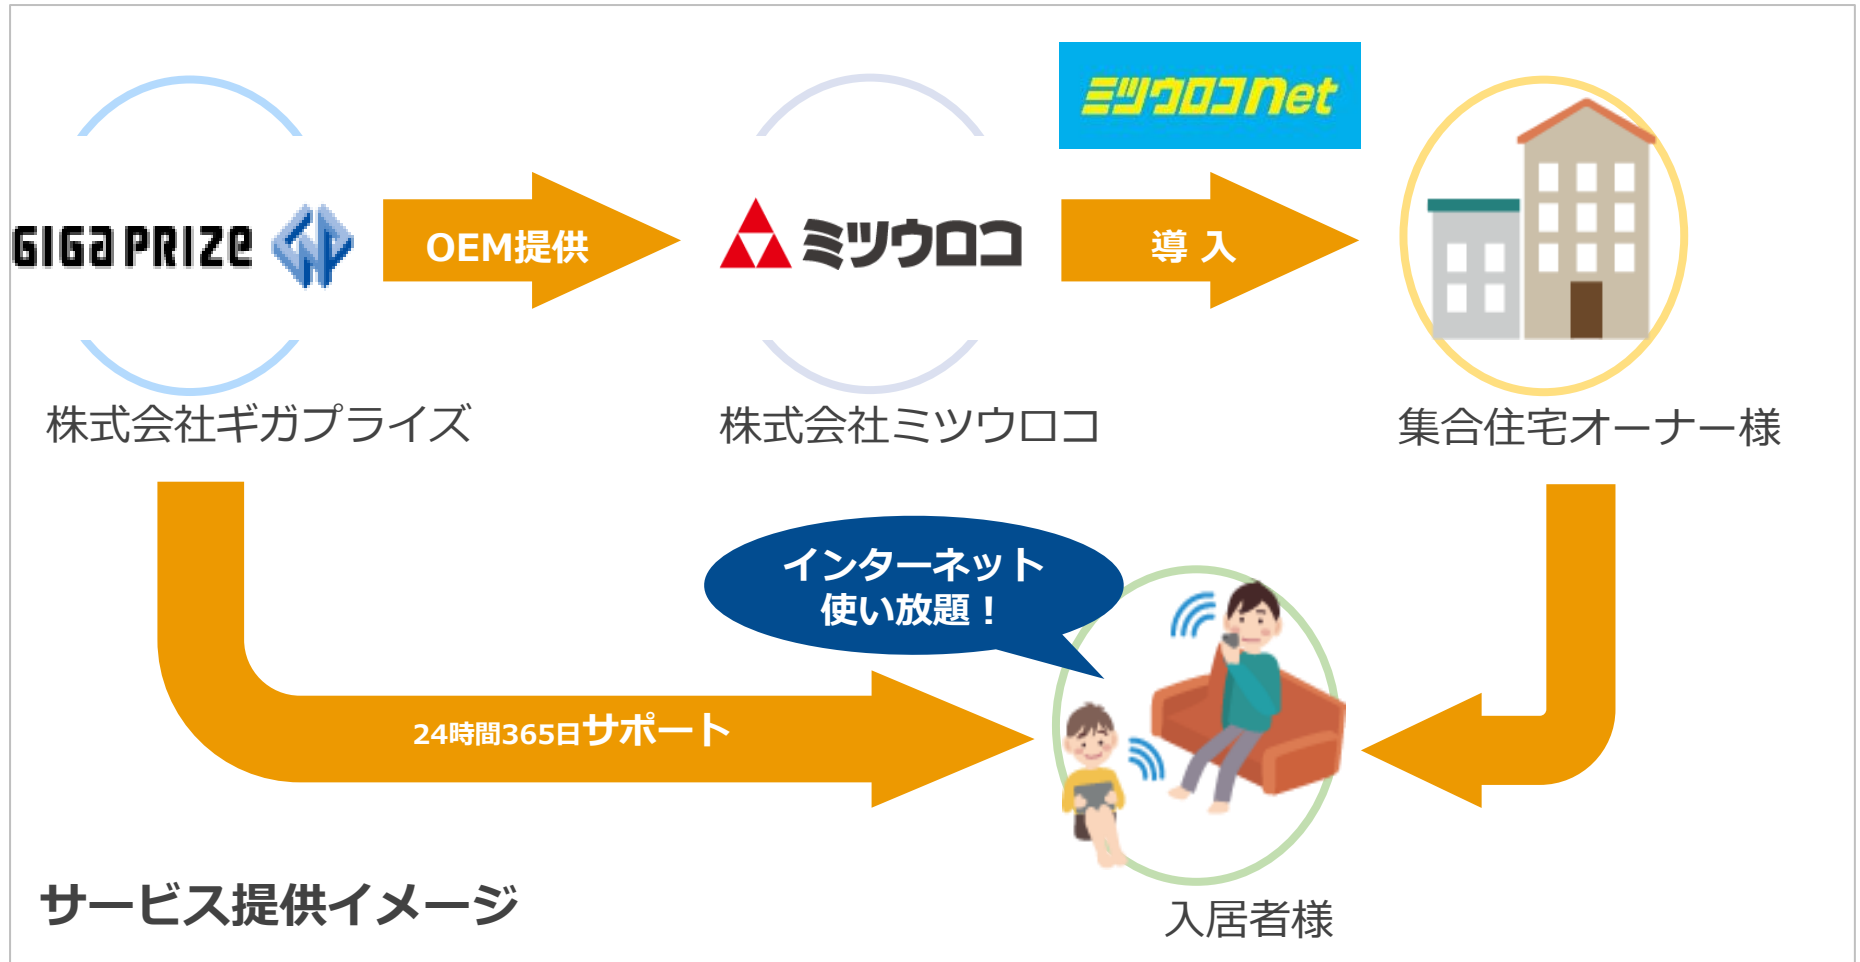 ミツウロコnet
GIGA PRIZE
OEM提供
ミツウロコ
導 入
株式会社ギガプライズ
株式会社ミツウロコ
集合住宅オーナー様
インターネット
使い放題！
24時間365日サポート
入居者様
サービス提供イメージ